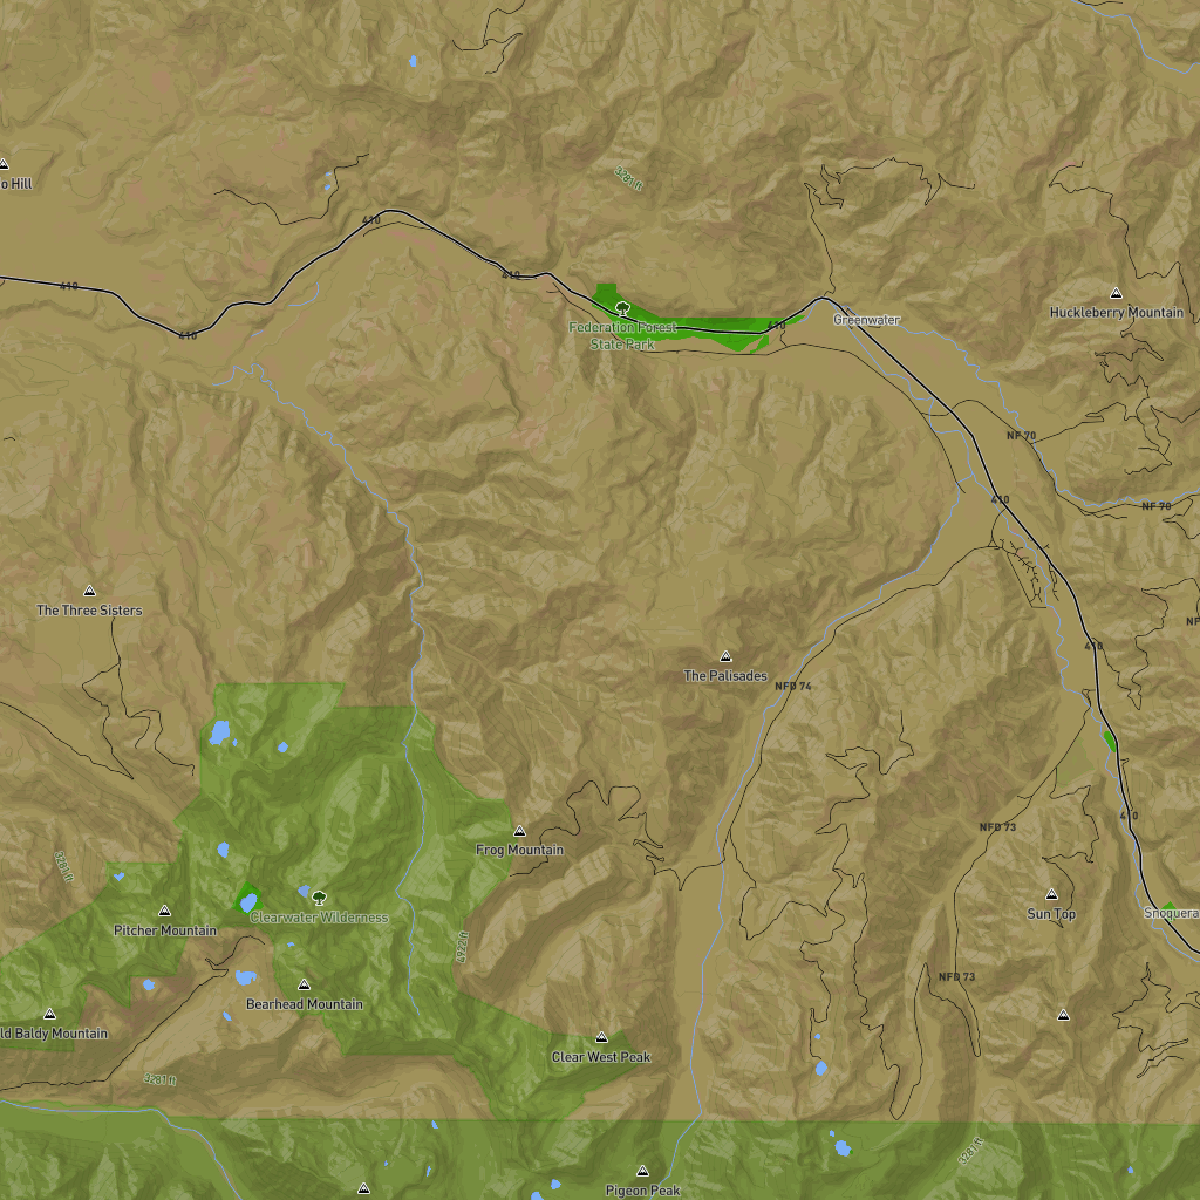 3281 ft
o Hill
410
410
410
410
Huckleberry Mountain
Greenwater
Federation Forest
State Park
410
NF 70
410
NF 70
The Three Sisters
NF
410
The Palisades
NFD 74
410
NFD 73
Frog Mountain
3281 ft
Sun Top
Snoquera
Clearwater Wilderness
Pitcher Mountain
4922 ft
NFD 73
Bearhead Mountain
ld Baldy Mountain
Clear West Peak
3281 ft
3281 ft
Pigeon Peak